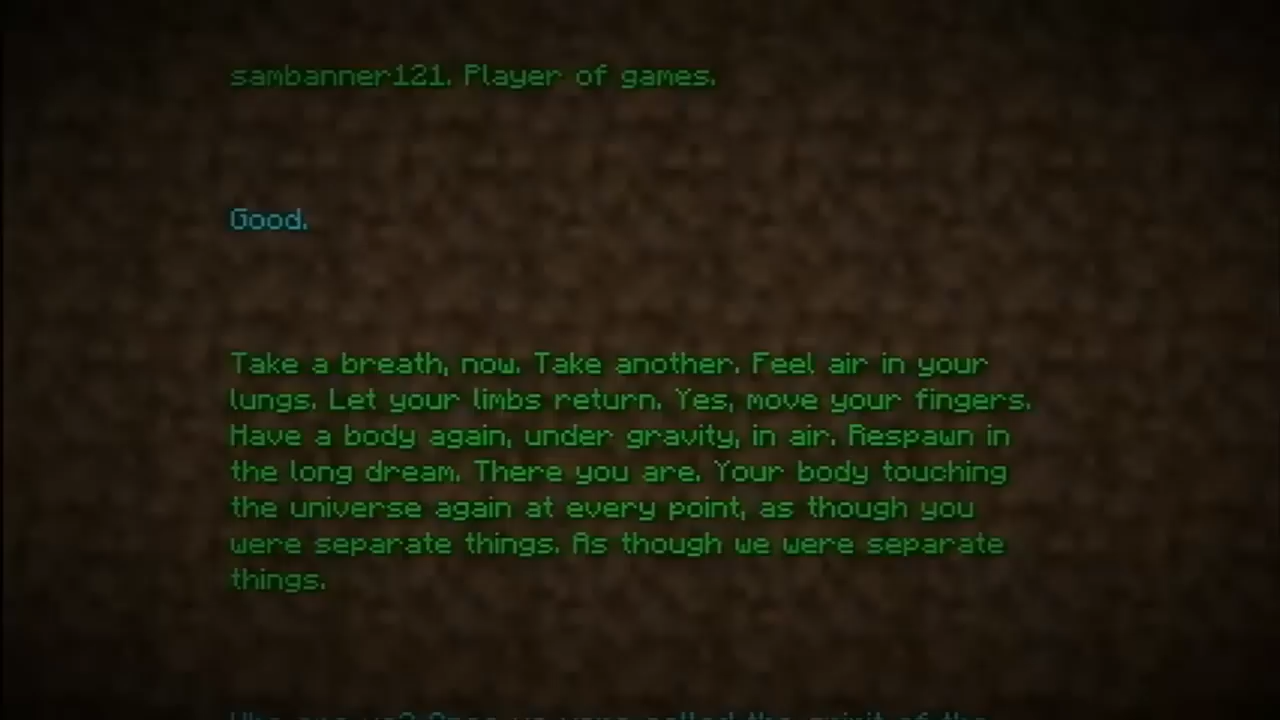 sambanner121. Player of games.
Good.
Take a breath, now. Take another. Feel air in your
lungs. Let your limbs return. Yes, move your fingers.
Have a body again, under gravity, in air. Respawn in
the long dream. There you are. Your body touching
the universe again at every point, as though you
were separate things. As though we were separate
things.